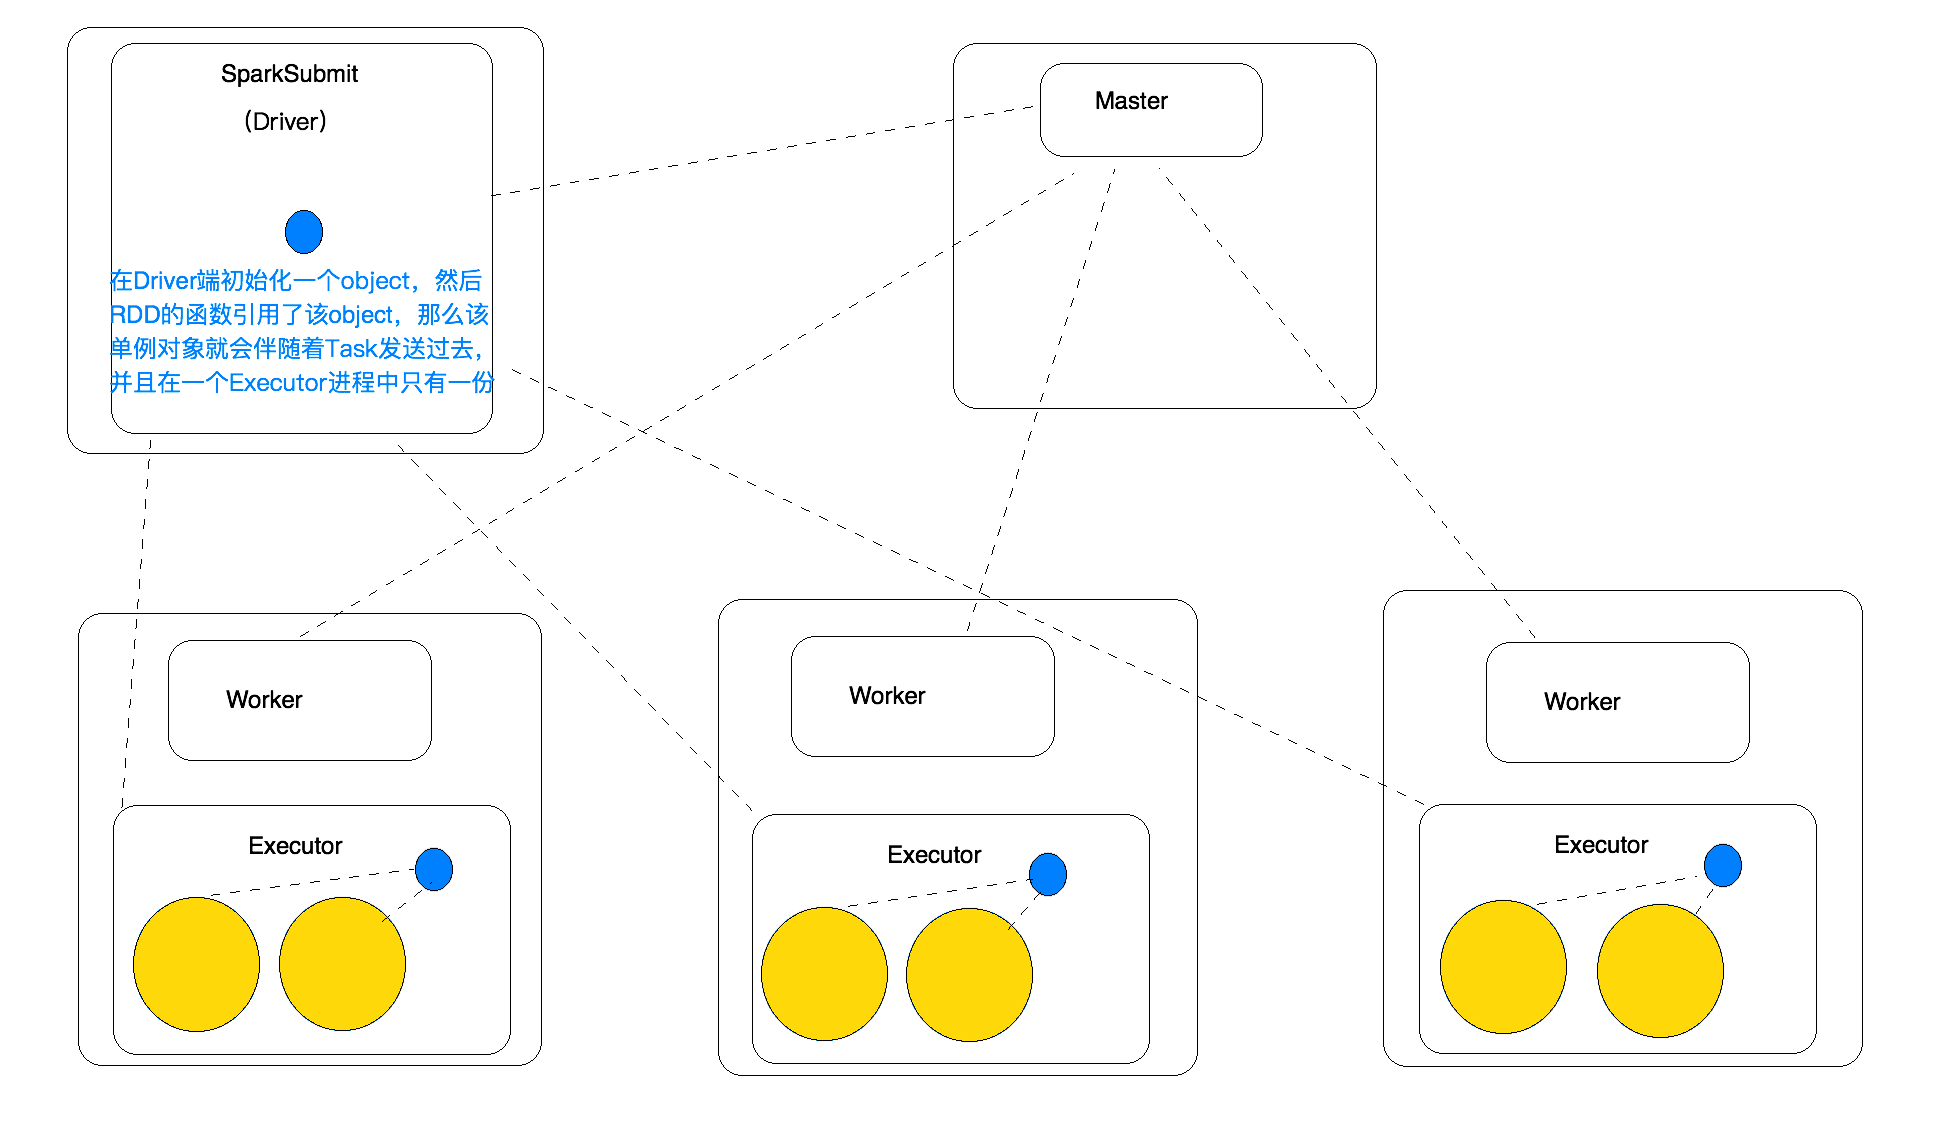 SparkSubmit
（Driver）
在Driver端初始化一个object，然后
RDD的函数引用了该object，那么该
单例对象就会伴随着Task发送过去，
并且在一个Executor进程中只有一份
Master
Worker
Worker
Worker
Executor
Executor
Executor